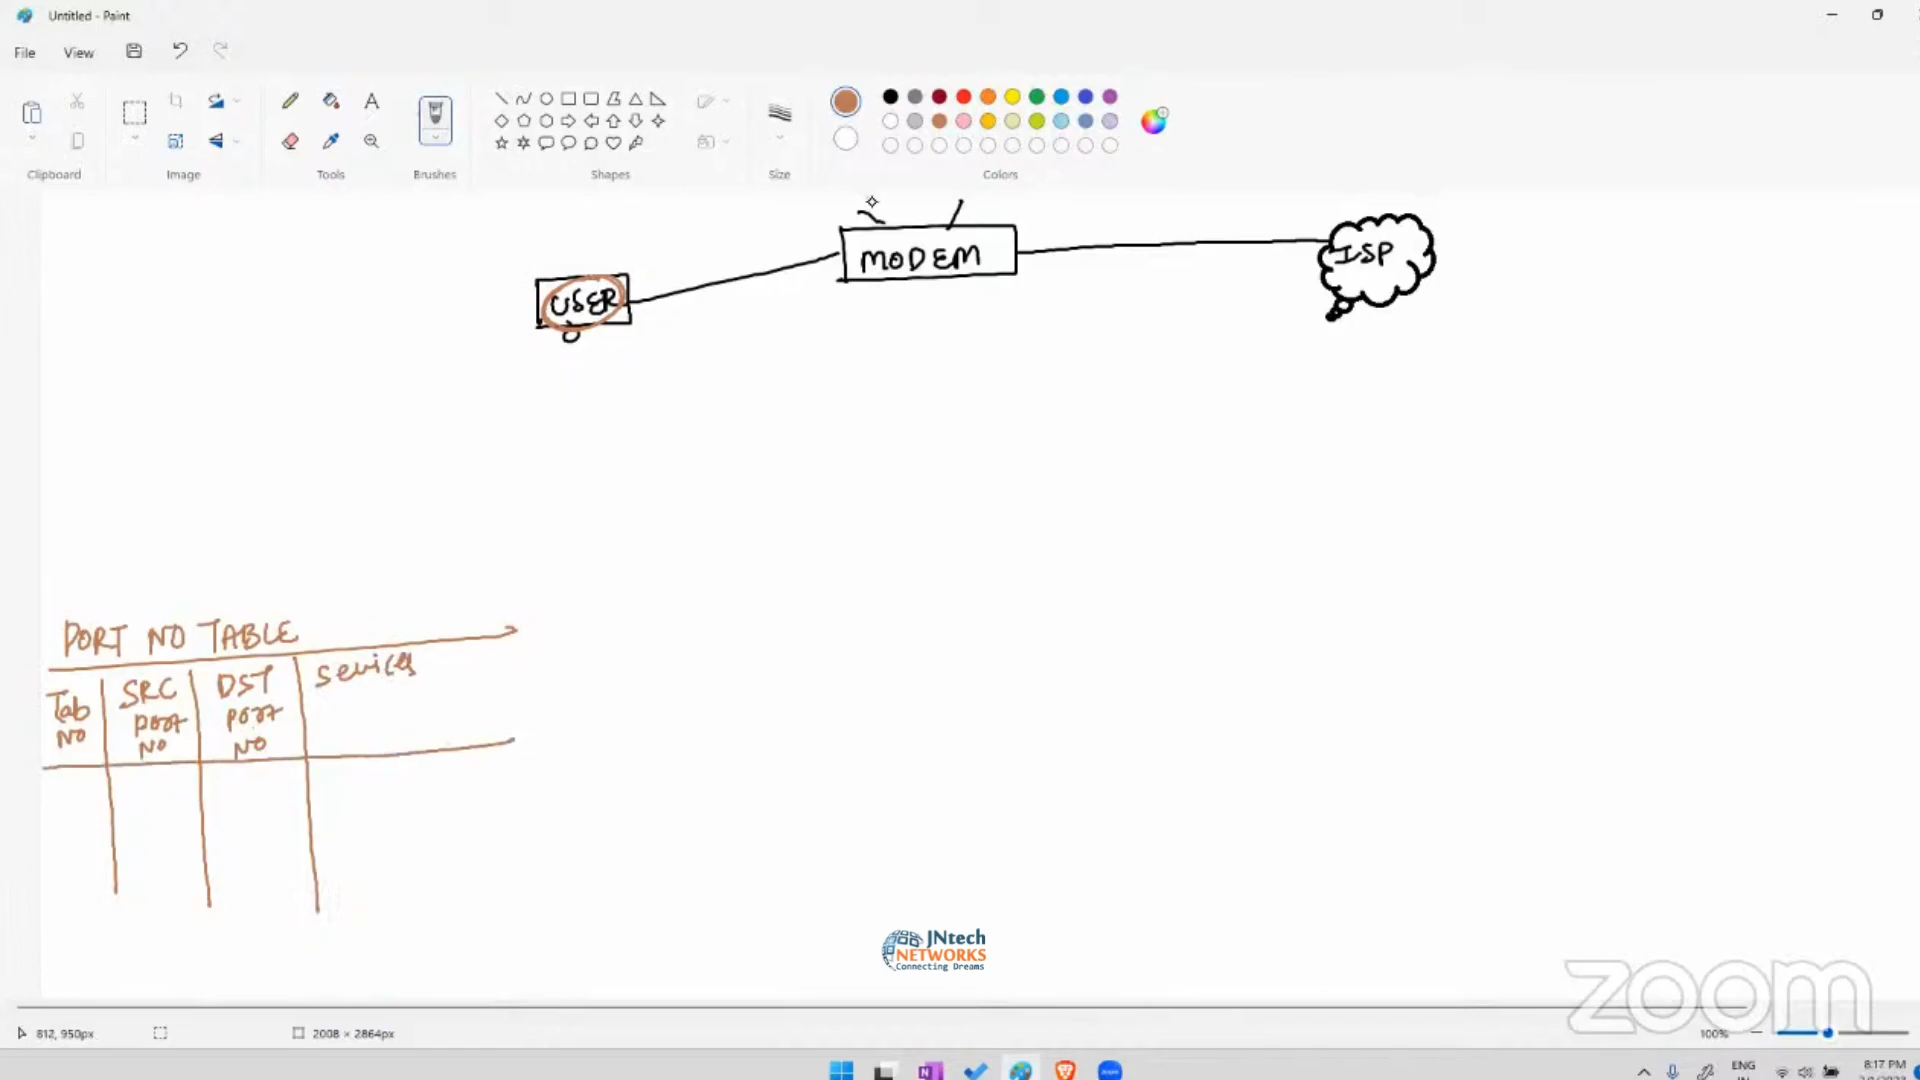 Untitled - Paint
File View
Clipboard Image Tools Brushes Shapes Size Colors
MODEM
ISP
USER
PORT NO TABLE
Tab No
SRC port No
DST port No
Sevices
JNtech
NETWORKS
Connecting Dreams
zoom
812, 950px
2008 × 2864px
100%
ENG
IN
8:17 PM